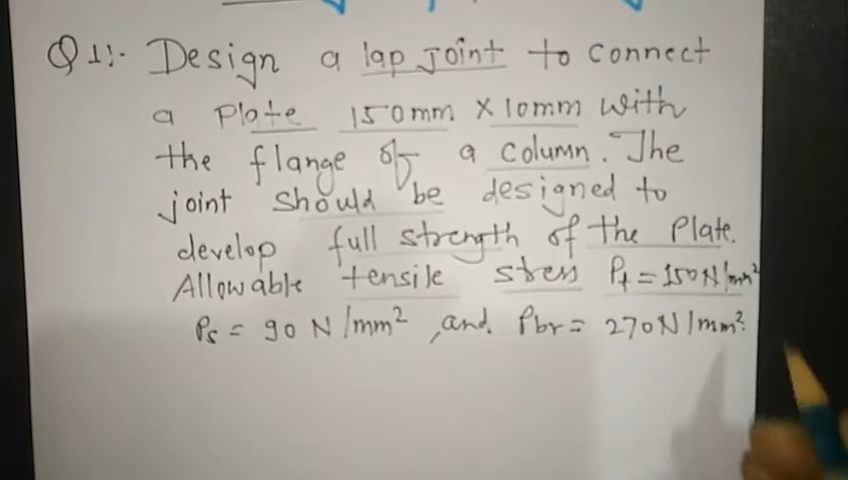 Q1:- Design a lap joint to connect
a plate 150mm x 10mm with
the flange of a column. The
joint should be designed to
develop full strength of the Plate.
Allowable tensile stress Pt = 150N/mm²
Ps = 90 N/mm², and Pbr = 270N/mm².